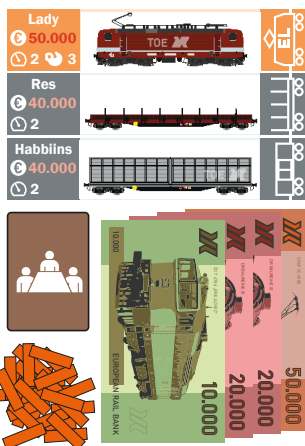 Lady
€ 50.000
2 3
TOE
EL
Res
€ 40.000
2
Habbiins
€ 40.000
2
TOE
10.000
EUROPEAN RAIL BANK
10.000
20.000
20.000
50.000